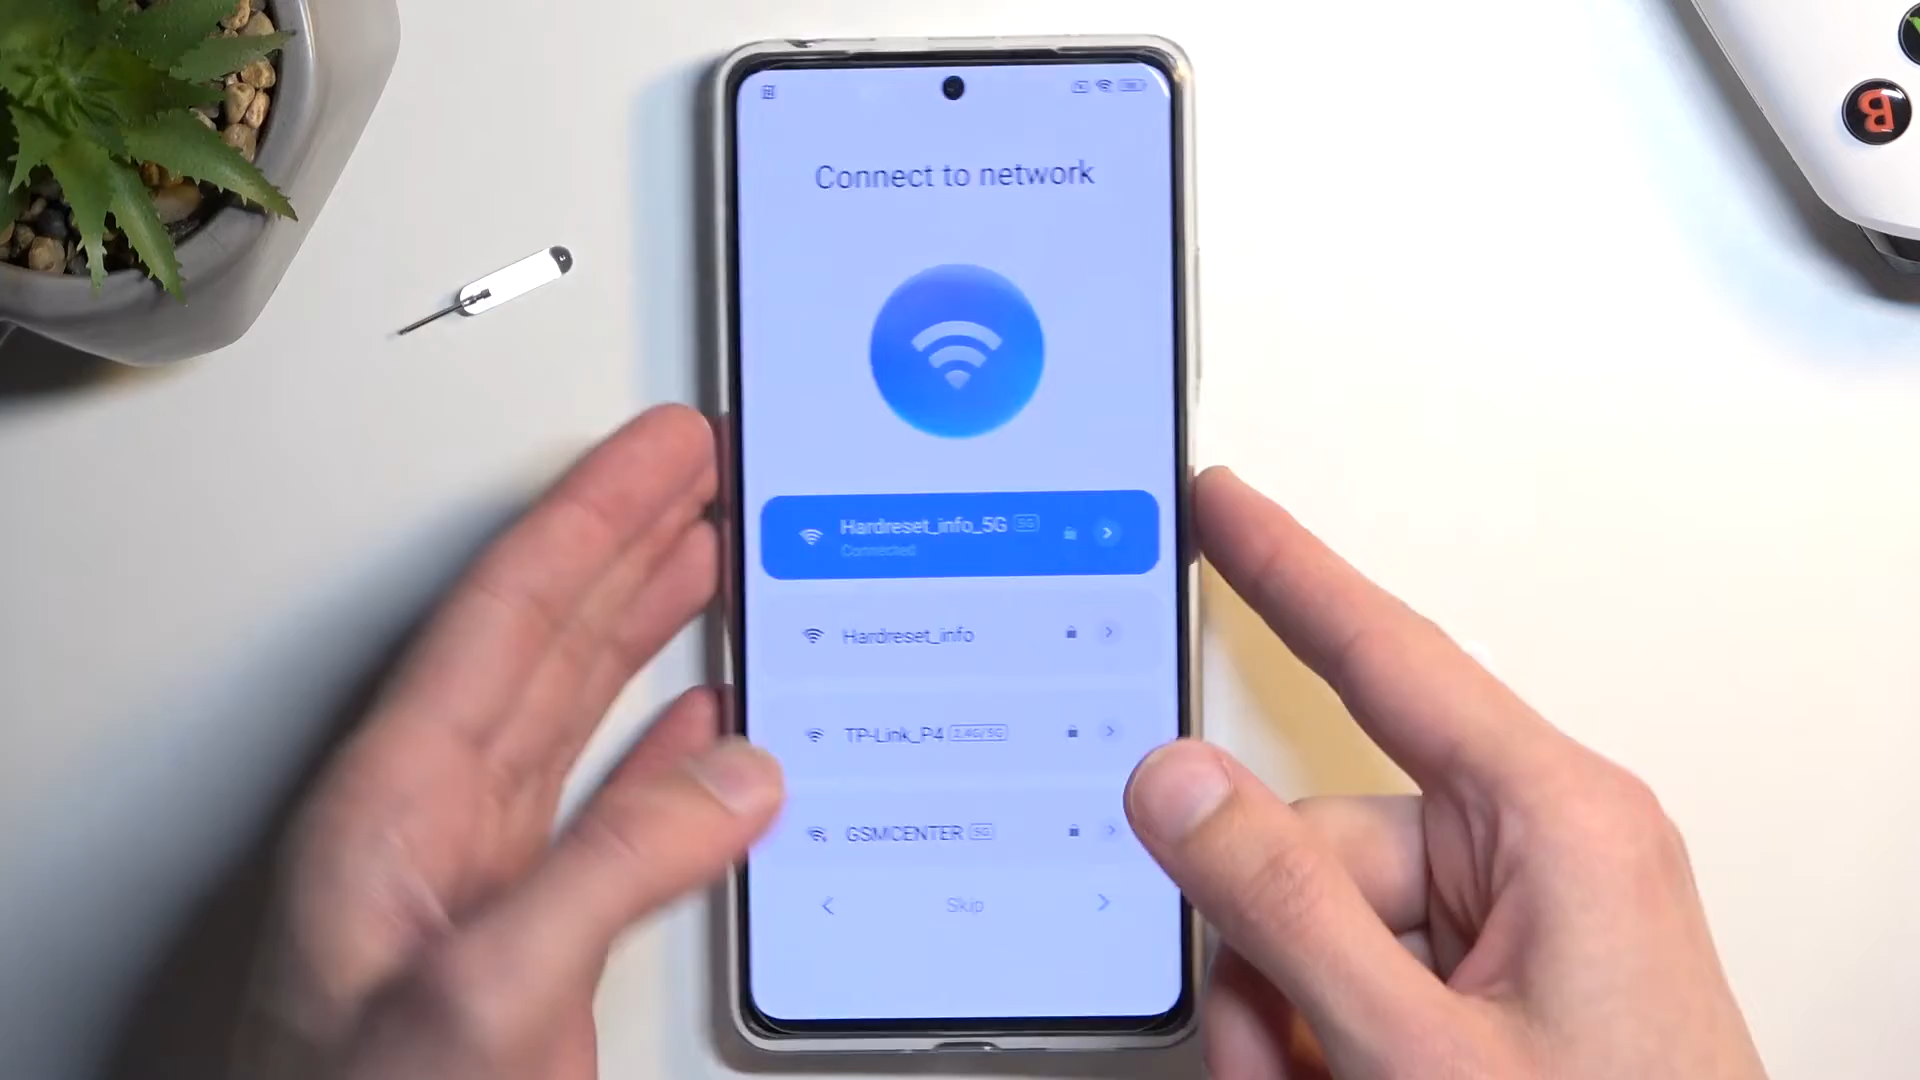 Connect to network
Hardreset_info_5G 5G
Connected
Hardreset_info
TP-Link_P4 2.4G/5G
GSMCENTER 5G
Skip
B